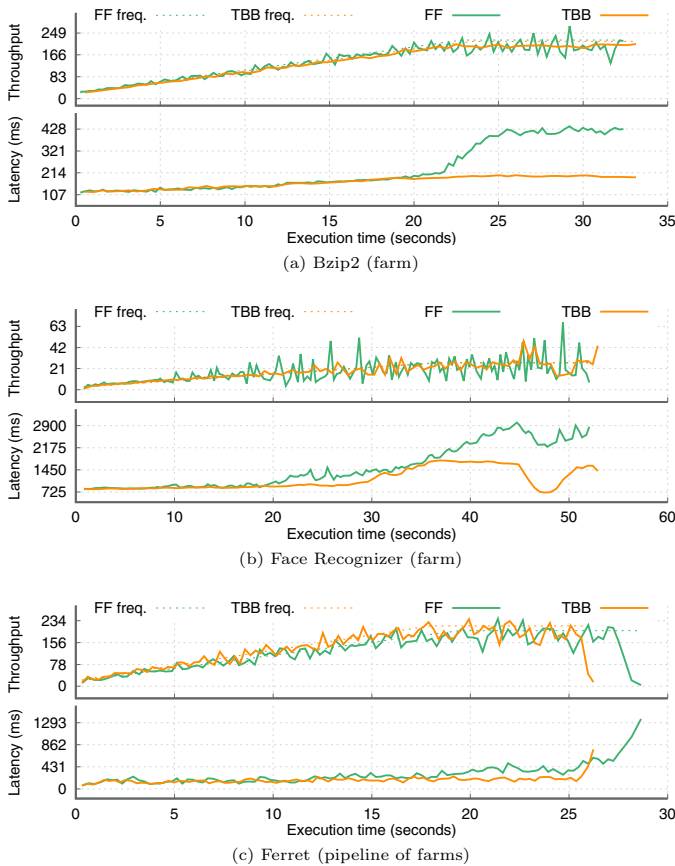 FF freq. TBB freq. FF TBB
Throughput
249
166
83
0
Latency (ms)
428
321
214
107
0 5 10 15 20 25 30 35
Execution time (seconds)
(a) Bzip2 (farm)
FF freq. TBB freq. FF TBB
Throughput
63
42
21
0
Latency (ms)
2900
2175
1450
725
0 10 20 30 40 50 60
Execution time (seconds)
(b) Face Recognizer (farm)
FF freq. TBB freq. FF TBB
Throughput
234
156
78
0
Latency (ms)
1293
862
431
0
0 5 10 15 20 25 30
Execution time (seconds)
(c) Ferret (pipeline of farms)